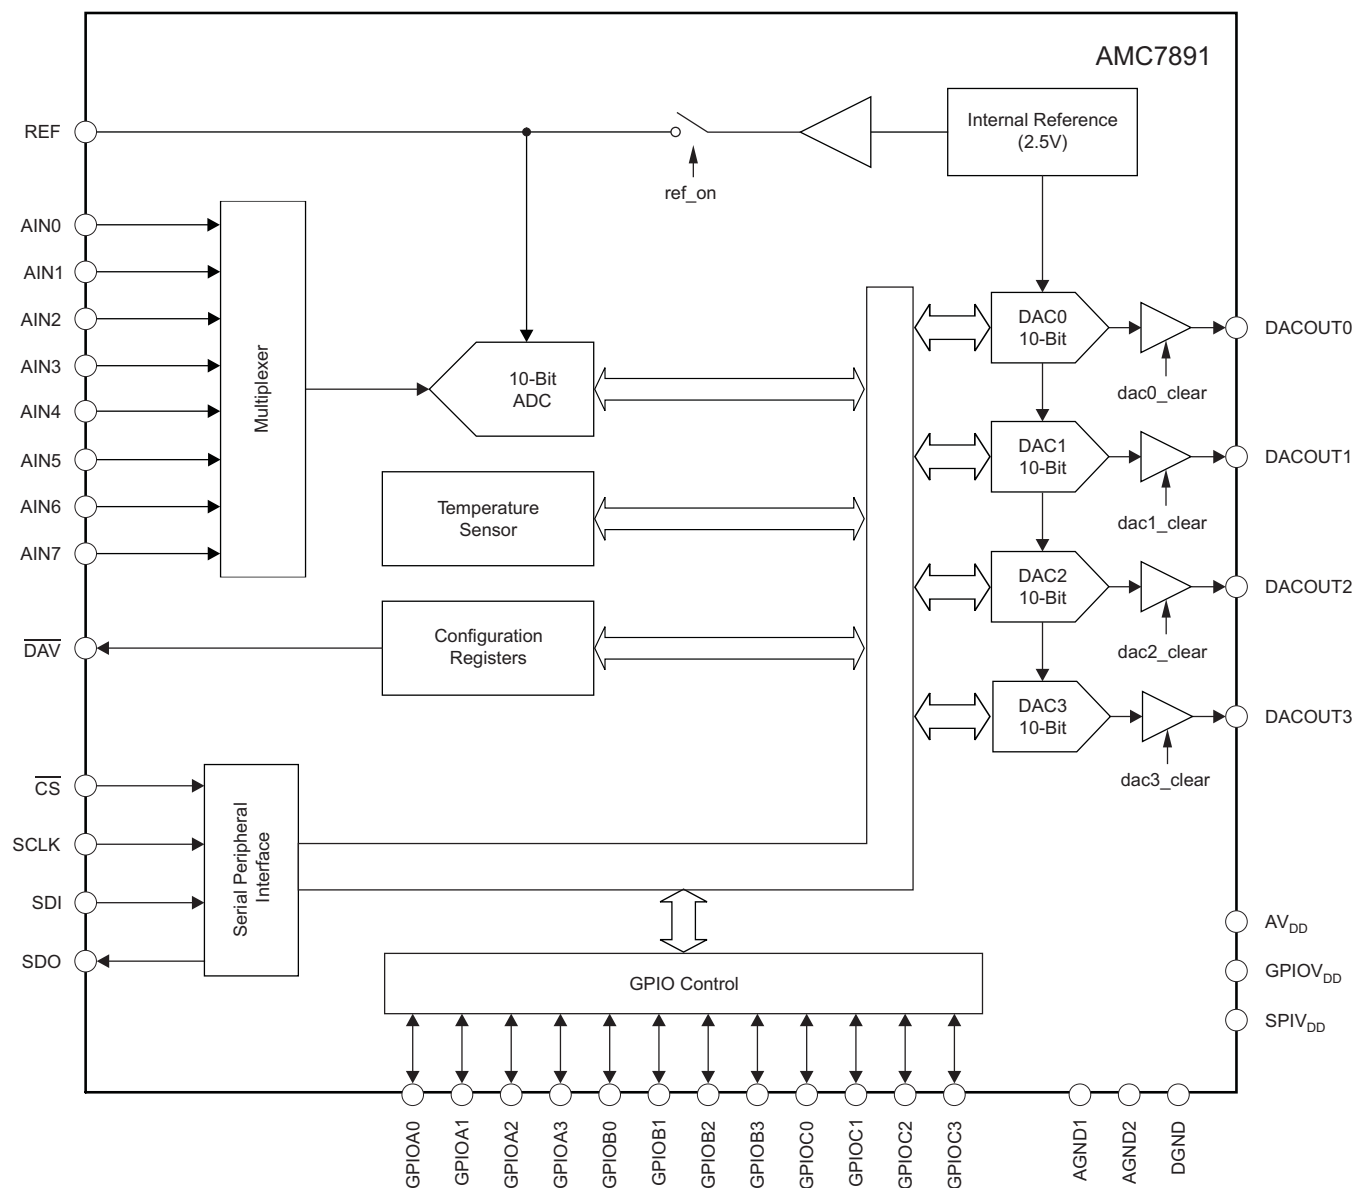 AMC7891
REF
Internal Reference
(2.5V)
ref_on
AIN0
AIN1
AIN2
AIN3
AIN4
AIN5
AIN6
AIN7
Multiplexer
10-Bit
ADC
Temperature
Sensor
DAV
Configuration
Registers
DAC0
10-Bit
DACOUT0
dac0_clear
DAC1
10-Bit
DACOUT1
dac1_clear
DAC2
10-Bit
DACOUT2
dac2_clear
DAC3
10-Bit
DACOUT3
dac3_clear
CS
SCLK
SDI
SDO
Serial Peripheral
Interface
AVDD
GPIOVDD
SPIVDD
GPIO Control
GPIOA0
GPIOA1
GPIOA2
GPIOA3
GPIOB0
GPIOB1
GPIOB2
GPIOB3
GPIOC0
GPIOC1
GPIOC2
GPIOC3
AGND1
AGND2
DGND